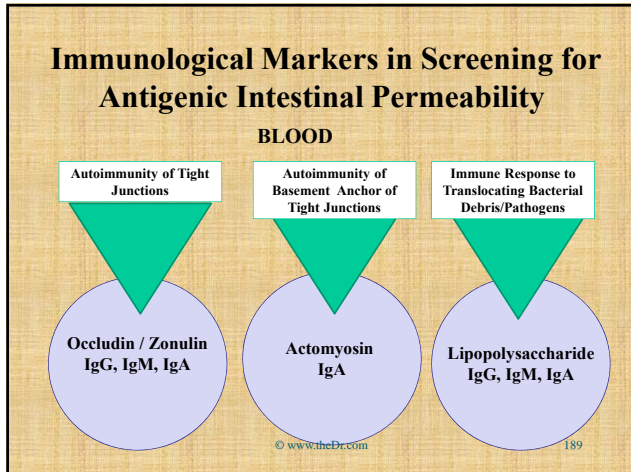 Immunological Markers in Screening for
Antigenic Intestinal Permeability
BLOOD
Autoimmunity of Tight
Junctions
Autoimmunity of
Basement Anchor of
Tight Junctions
Immune Response to
Translocating Bacterial
Debris/Pathogens
Occludin / Zonulin
IgG, IgM, IgA
Actomyosin
IgA
Lipopolysaccharide
IgG, IgM, IgA
© www.theDr.com
189